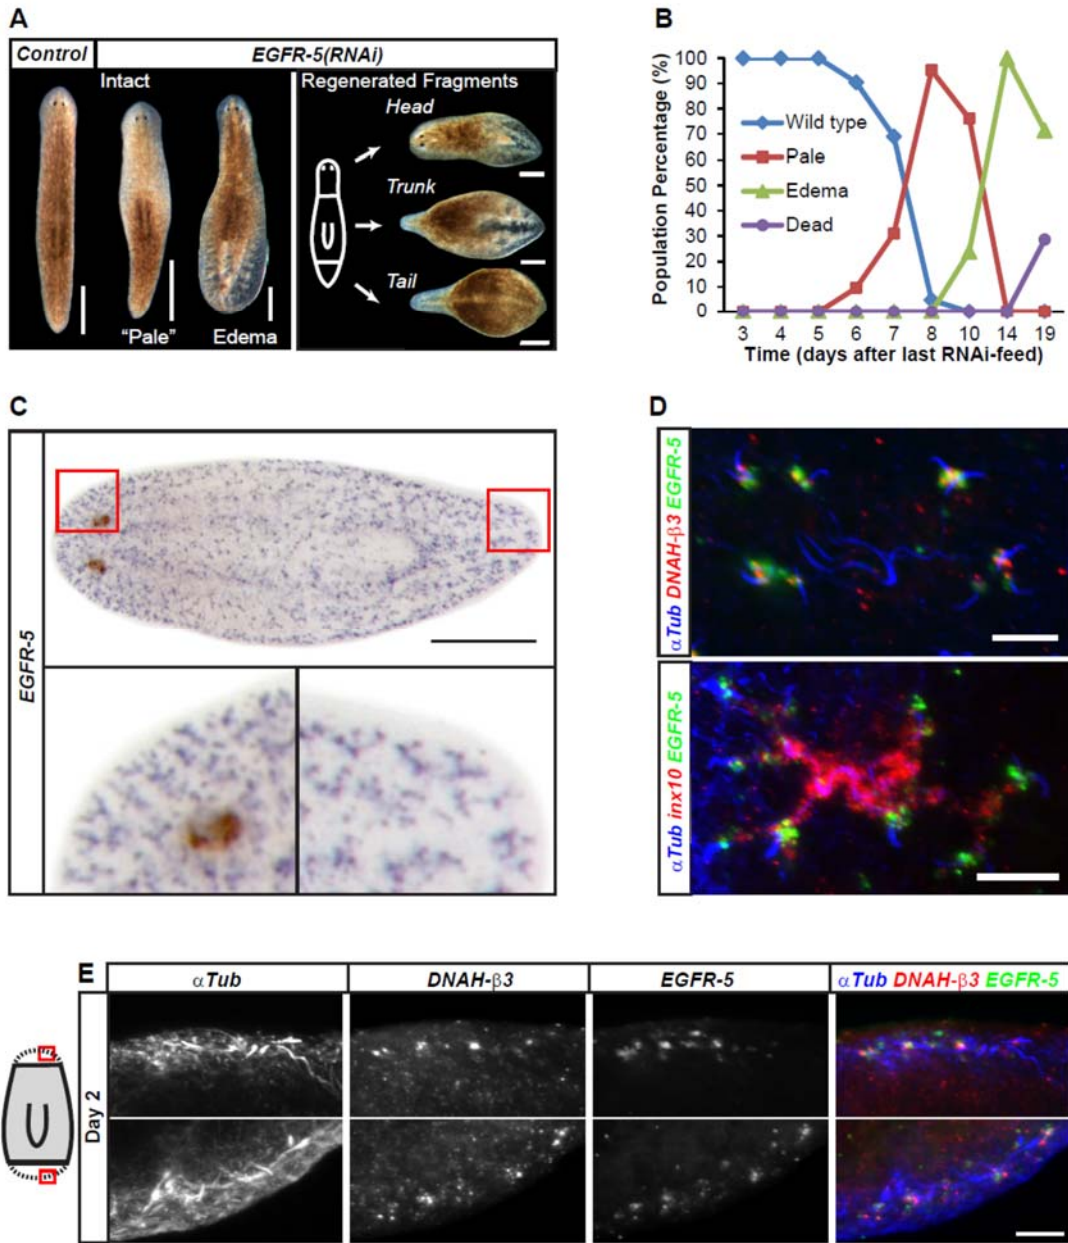 A
Control
EGFR-5(RNAi)
Intact
Regenerated Fragments
Head
Trunk
Tail
"Pale"
Edema
B
Population Percentage (%)
100
90
80
70
60
50
40
30
20
10
0
Wild type
Pale
Edema
Dead
3 4 5 6 7 8 10 14 19
Time (days after last RNAi-feed)
C
EGFR-5
D
αTub DNAH-β3 EGFR-5
αTub inx10 EGFR-5
E
αTub
DNAH-β3
EGFR-5
αTub DNAH-β3 EGFR-5
Day 2